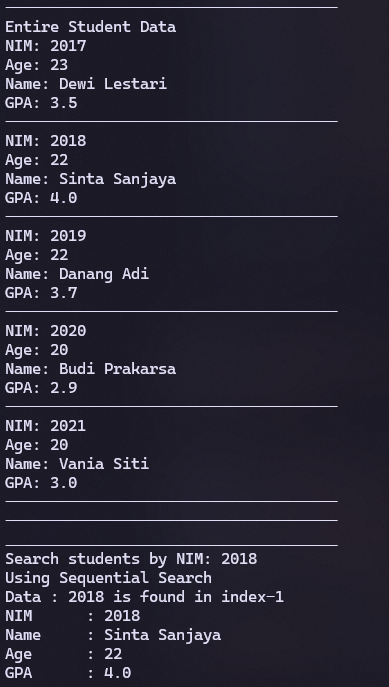 Entire Student Data
NIM: 2017
Age: 23
Name: Dewi Lestari
GPA: 3.5
NIM: 2018
Age: 22
Name: Sinta Sanjaya
GPA: 4.0
NIM: 2019
Age: 22
Name: Danang Adi
GPA: 3.7
NIM: 2020
Age: 20
Name: Budi Prakarsa
GPA: 2.9
NIM: 2021
Age: 20
Name: Vania Siti
GPA: 3.0
Search students by NIM: 2018
Using Sequential Search
Data : 2018 is found in index-1
NIM      : 2018
Name     : Sinta Sanjaya
Age      : 22
GPA      : 4.0